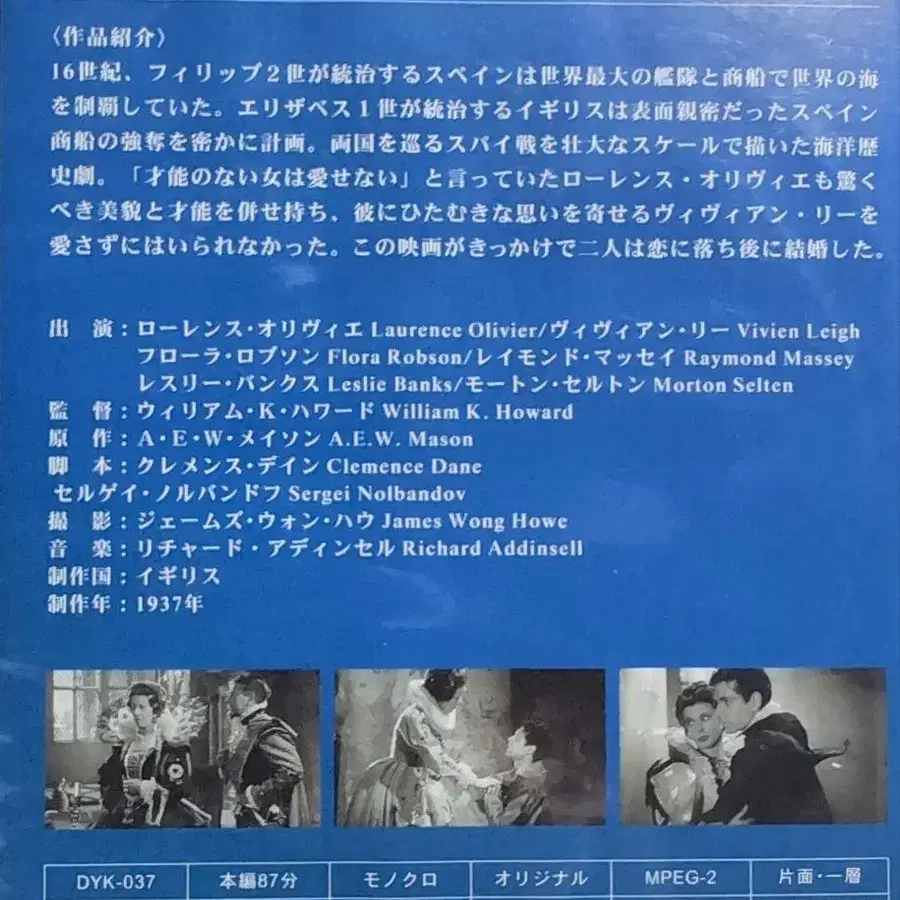 〈作品紹介〉
16世紀、フィリップ2世が統治するスペインは世界最大の艦隊と商船で世界の海
を制覇していた。エリザベス1世が統治するイギリスは表面親密だったスペイン
商船の強奪を密かに計画。両国を巡るスパイ戦を壮大なスケールで描いた海洋歴
史劇。「才能のない女は愛せない」と言っていたローレンス・オリヴィエも驚く
べき美貌と才能を併せ持ち、彼にひたむきな思いを寄せるヴィヴィアン・リーを
愛さずにはいられなかった。この映画がきっかけで二人は恋に落ち後に結婚した。
出　演：ローレンス・オリヴィエ Laurence Olivier/ヴィヴィアン・リー Vivien Leigh
フローラ・ロブソン Flora Robson/レイモンド・マッセイ Raymond Massey
レスリー・バンクス Leslie Banks/モートン・セルトン Morton Selten
監　督：ウィリアム・K・ハワード William K. Howard
原　作：A・E・W・メイソン A.E.W. Mason
脚　本：クレメンス・デイン Clemence Dane
セルゲイ・ノルバンドフ Sergei Nolbandov
撮　影：ジェームズ・ウォン・ハウ James Wong Howe
音　楽：リチャード・アディンセル Richard Addinsell
制作国：イギリス
制作年：1937年
DYK-037 本編87分 モノクロ オリジナル MPEG-2 片面・一層